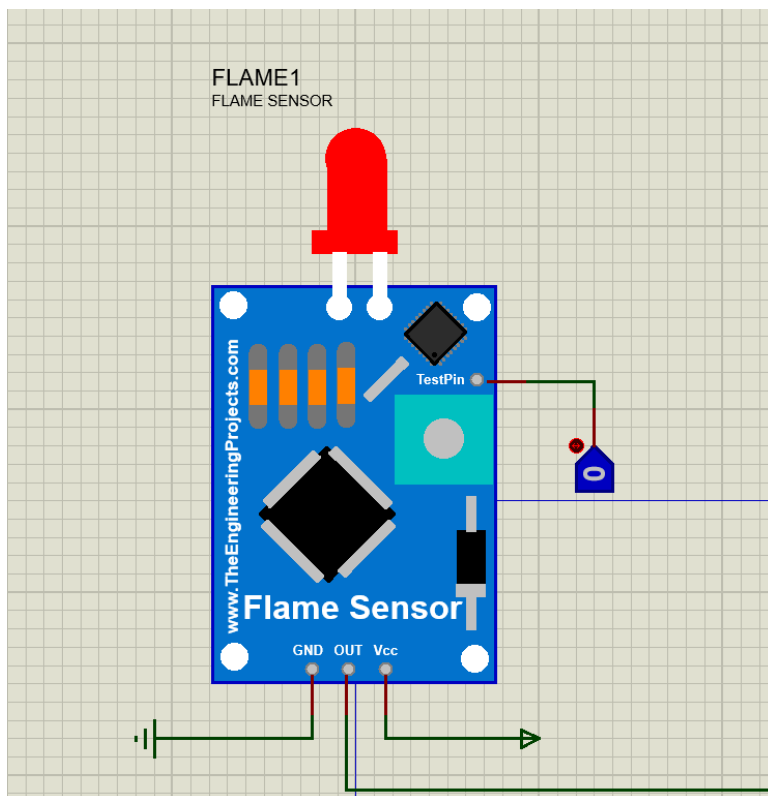 FLAME1
FLAME SENSOR
TestPin
0
www.TheEngineeringProjects.com
Flame Sensor
GND OUT Vcc